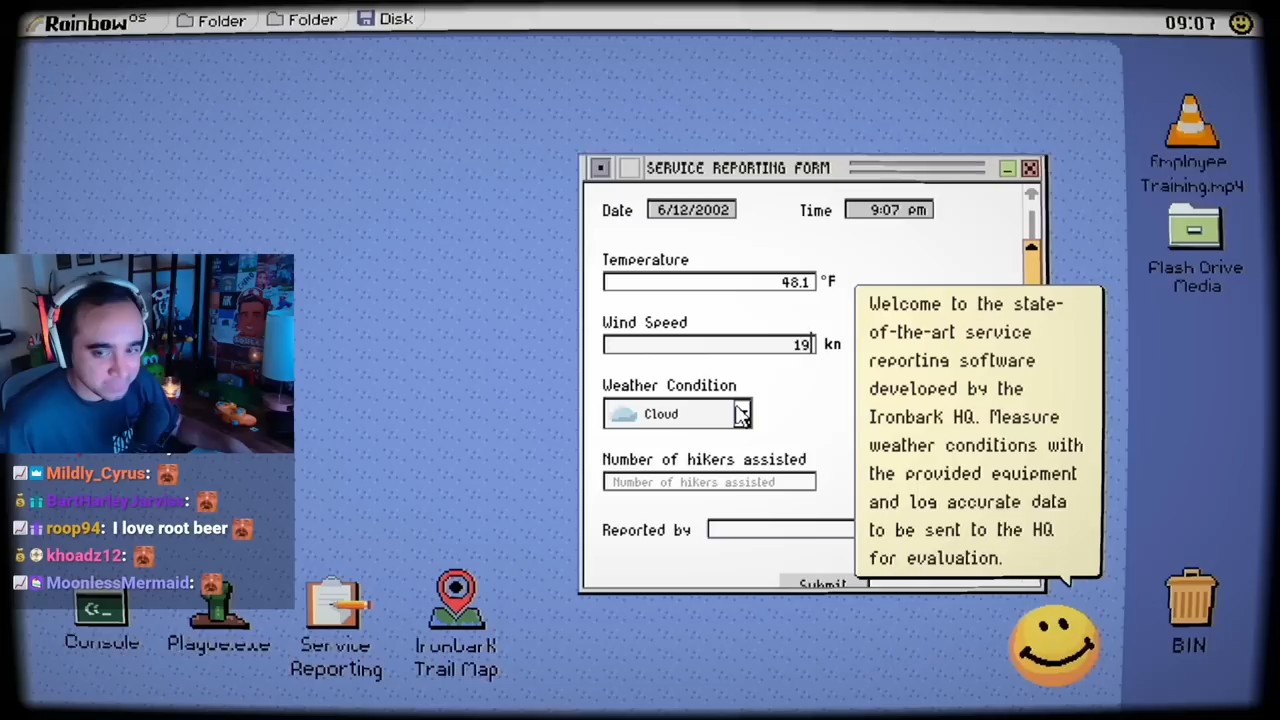 Rainbow OS
Folder
Folder
Disk
09:07
Employee
Training.mp4
Flash Drive
Media
SERVICE REPORTING FORM
Date 6/12/2002 Time 9:07 pm
Temperature
48.1 °F
Wind Speed
19 kn
Weather Condition
Cloud
Number of hikers assisted
Number of hikers assisted
Reported by
Submit
Welcome to the state-
of-the-art service
reporting software
developed by the
Ironbark HQ. Measure
weather conditions with
the provided equipment
and log accurate data
to be sent to the HQ
for evaluation.
Mildly_Cyrus:
BartHarleyJarviss:
roop94: I love root beer
khoadz12:
MoonlessMermaid:
Console
Plague.exe
Service
Reporting
Ironbark
Trail Map
BIN